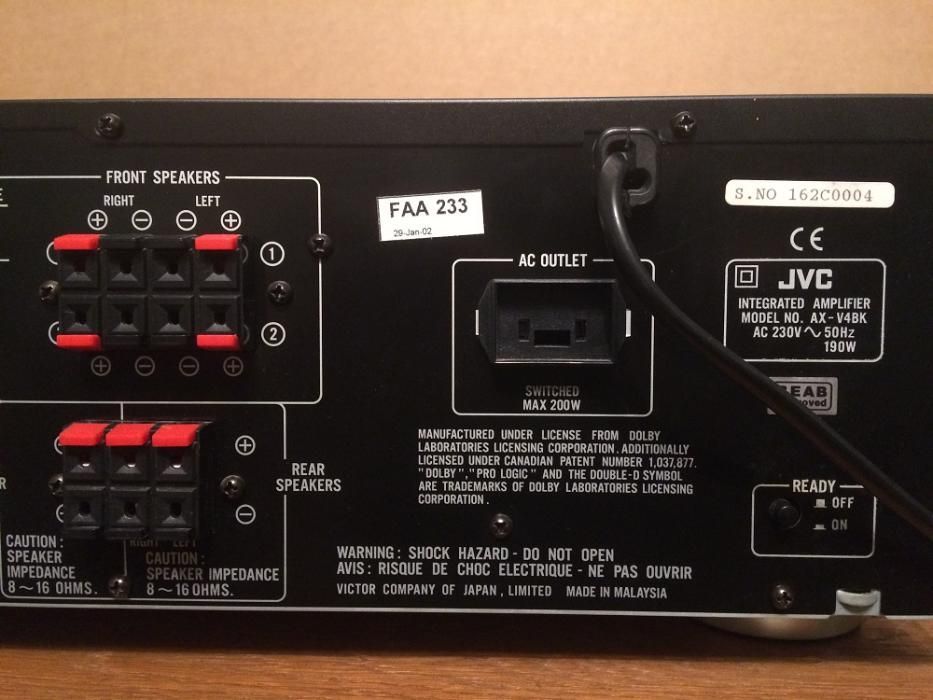 FRONT SPEAKERS
RIGHT LEFT
+ - - +
1
2
+ - - +
FAA 233
29-Jan-02
S.NO 162C0004
CE
JVC
INTEGRATED AMPLIFIER
MODEL NO. AX-V4BK
AC 230V ~ 50Hz
190W
AC OUTLET
SWITCHED
MAX 200W
MANUFACTURED UNDER LICENSE FROM DOLBY
LABORATORIES LICENSING CORPORATION. ADDITIONALLY
LICENSED UNDER CANADIAN PATENT NUMBER 1,037,877.
"DOLBY", "PRO LOGIC" AND THE DOUBLE-D SYMBOL
ARE TRADEMARKS OF DOLBY LABORATORIES LICENSING
CORPORATION.
READY
OFF
ON
+
REAR
SPEAKERS
-
RIGHT LEFT
CAUTION :
SPEAKER
IMPEDANCE
8~16 OHMS.
CAUTION :
SPEAKER IMPEDANCE
8~16 OHMS.
WARNING : SHOCK HAZARD - DO NOT OPEN
AVIS : RISQUE DE CHOC ELECTRIQUE - NE PAS OUVRIR
VICTOR COMPANY OF JAPAN, LIMITED MADE IN MALAYSIA